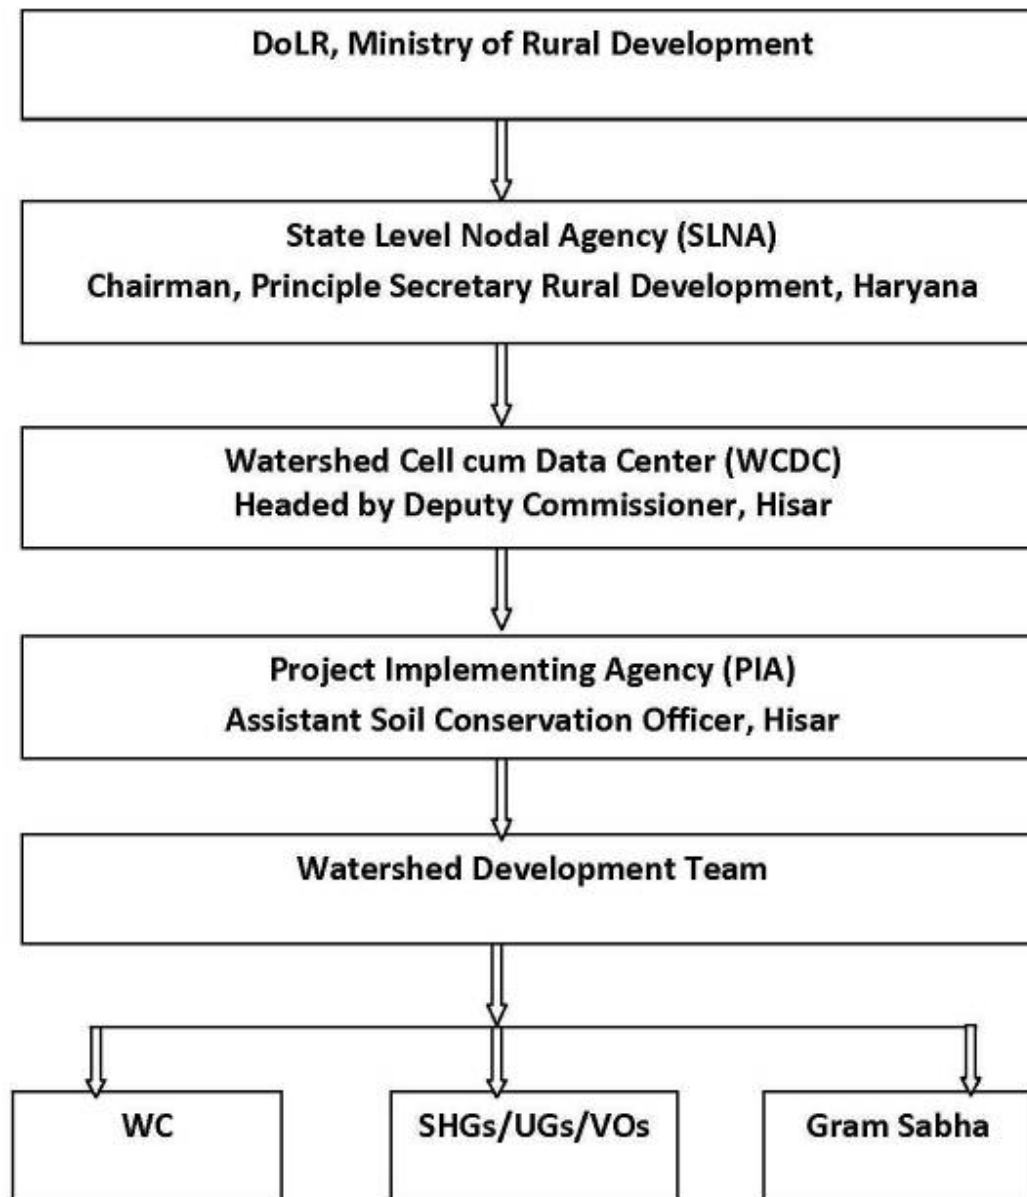 DoLR, Ministry of Rural Development
State Level Nodal Agency (SLNA)
Chairman, Principle Secretary Rural Development, Haryana
Watershed Cell cum Data Center (WCDC)
Headed by Deputy Commissioner, Hisar
Project Implementing Agency (PIA)
Assistant Soil Conservation Officer, Hisar
Watershed Development Team
WC
SHGs/UGs/VOs
Gram Sabha